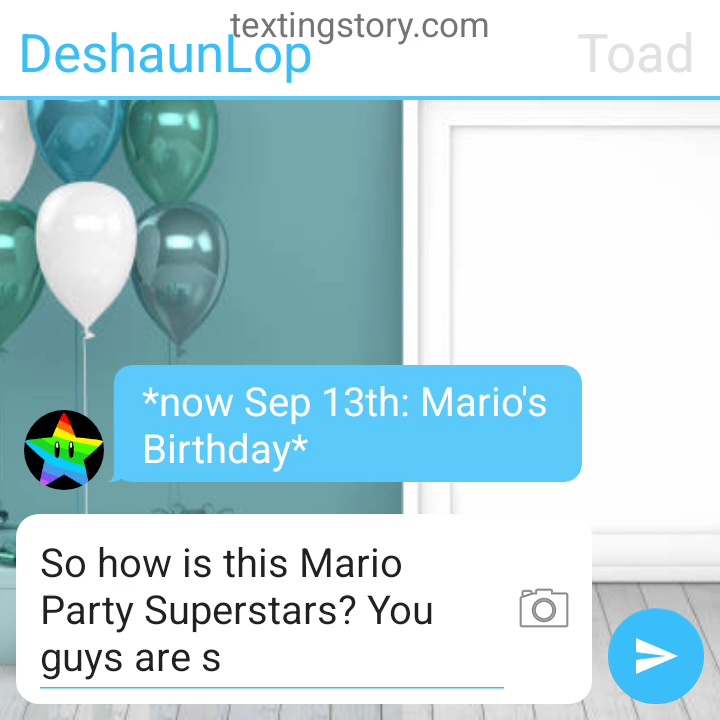 textingstory.com
DeshaunLop
Toad
*now Sep 13th: Mario's
Birthday*
So how is this Mario
Party Superstars? You
guys are s